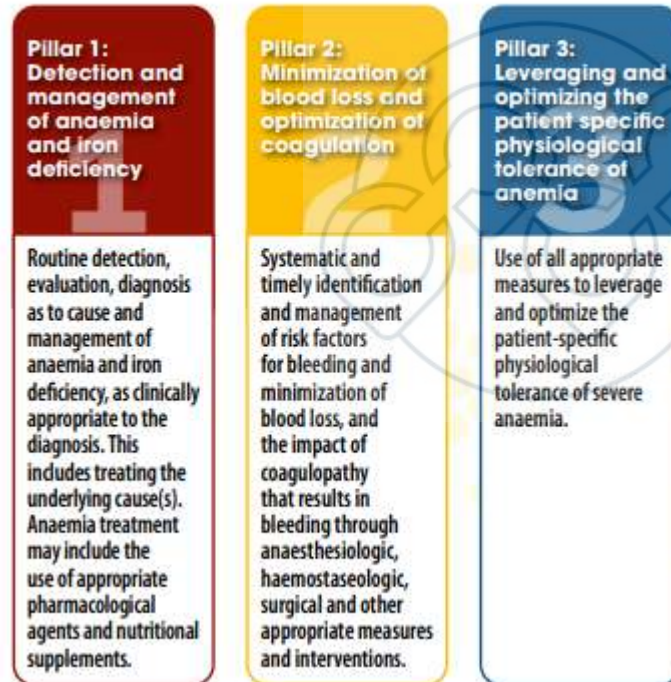 Pillar 1:
Detection and
management
of anaemia
and iron
deficiency
1
Routine detection,
evaluation, diagnosis
as to cause and
management of
anaemia and iron
deficiency, as clinically
appropriate to the
diagnosis. This
includes treating the
underlying cause(s).
Anaemia treatment
may include the
use of appropriate
pharmacological
agents and nutritional
supplements.
Pillar 2:
Minimization of
blood loss and
optimization of
coagulation
2
Systematic and
timely identification
and management
of risk factors
for bleeding and
minimization of
blood loss, and
the impact of
coagulopathy
that results in
bleeding through
anaesthesiologic,
haemostaseologic,
surgical and other
appropriate measures
and interventions.
Pillar 3:
Leveraging and
optimizing the
patient specific
physiological
tolerance of
anemia
3
Use of all appropriate
measures to leverage
and optimize the
patient-specific
physiological
tolerance of severe
anaemia.